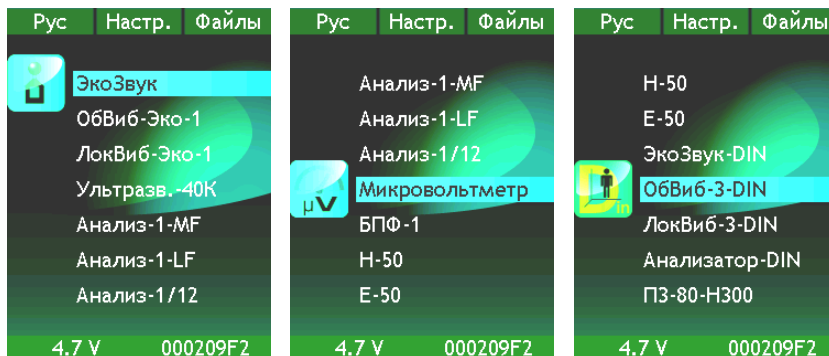 Рус Настр. Файлы
ЭкоЗвук
ОбВиб-Эко-1
ЛокВиб-Эко-1
Ультразв.-40К
Анализ-1-MF
Анализ-1-LF
Анализ-1/12
4.7 V 000209F2
Рус Настр. Файлы
Анализ-1-MF
Анализ-1-LF
Анализ-1/12
μV Микровольтметр
БПФ-1
Н-50
Е-50
4.7 V 000209F2
Рус Настр. Файлы
Н-50
Е-50
ЭкоЗвук-DIN
Din ОбВиб-3-DIN
ЛокВиб-3-DIN
Анализатор-DIN
П3-80-Н300
4.7 V 000209F2